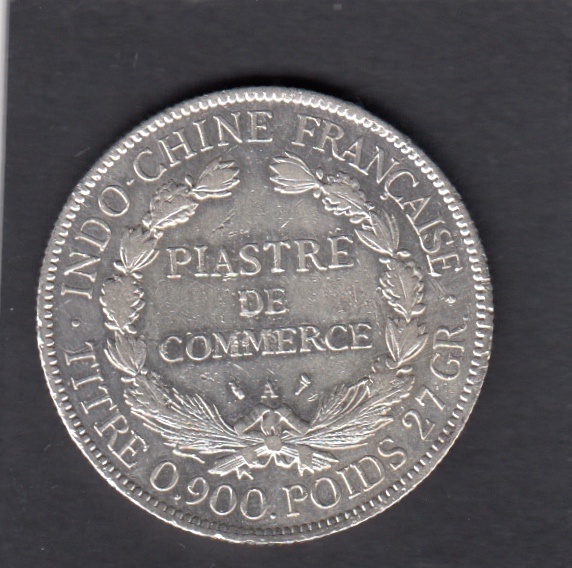 INDO-CHINE FRANÇAISE
PIASTRE
DE
COMMERCE
A
TITRE 0.900. POIDS 27 GR.